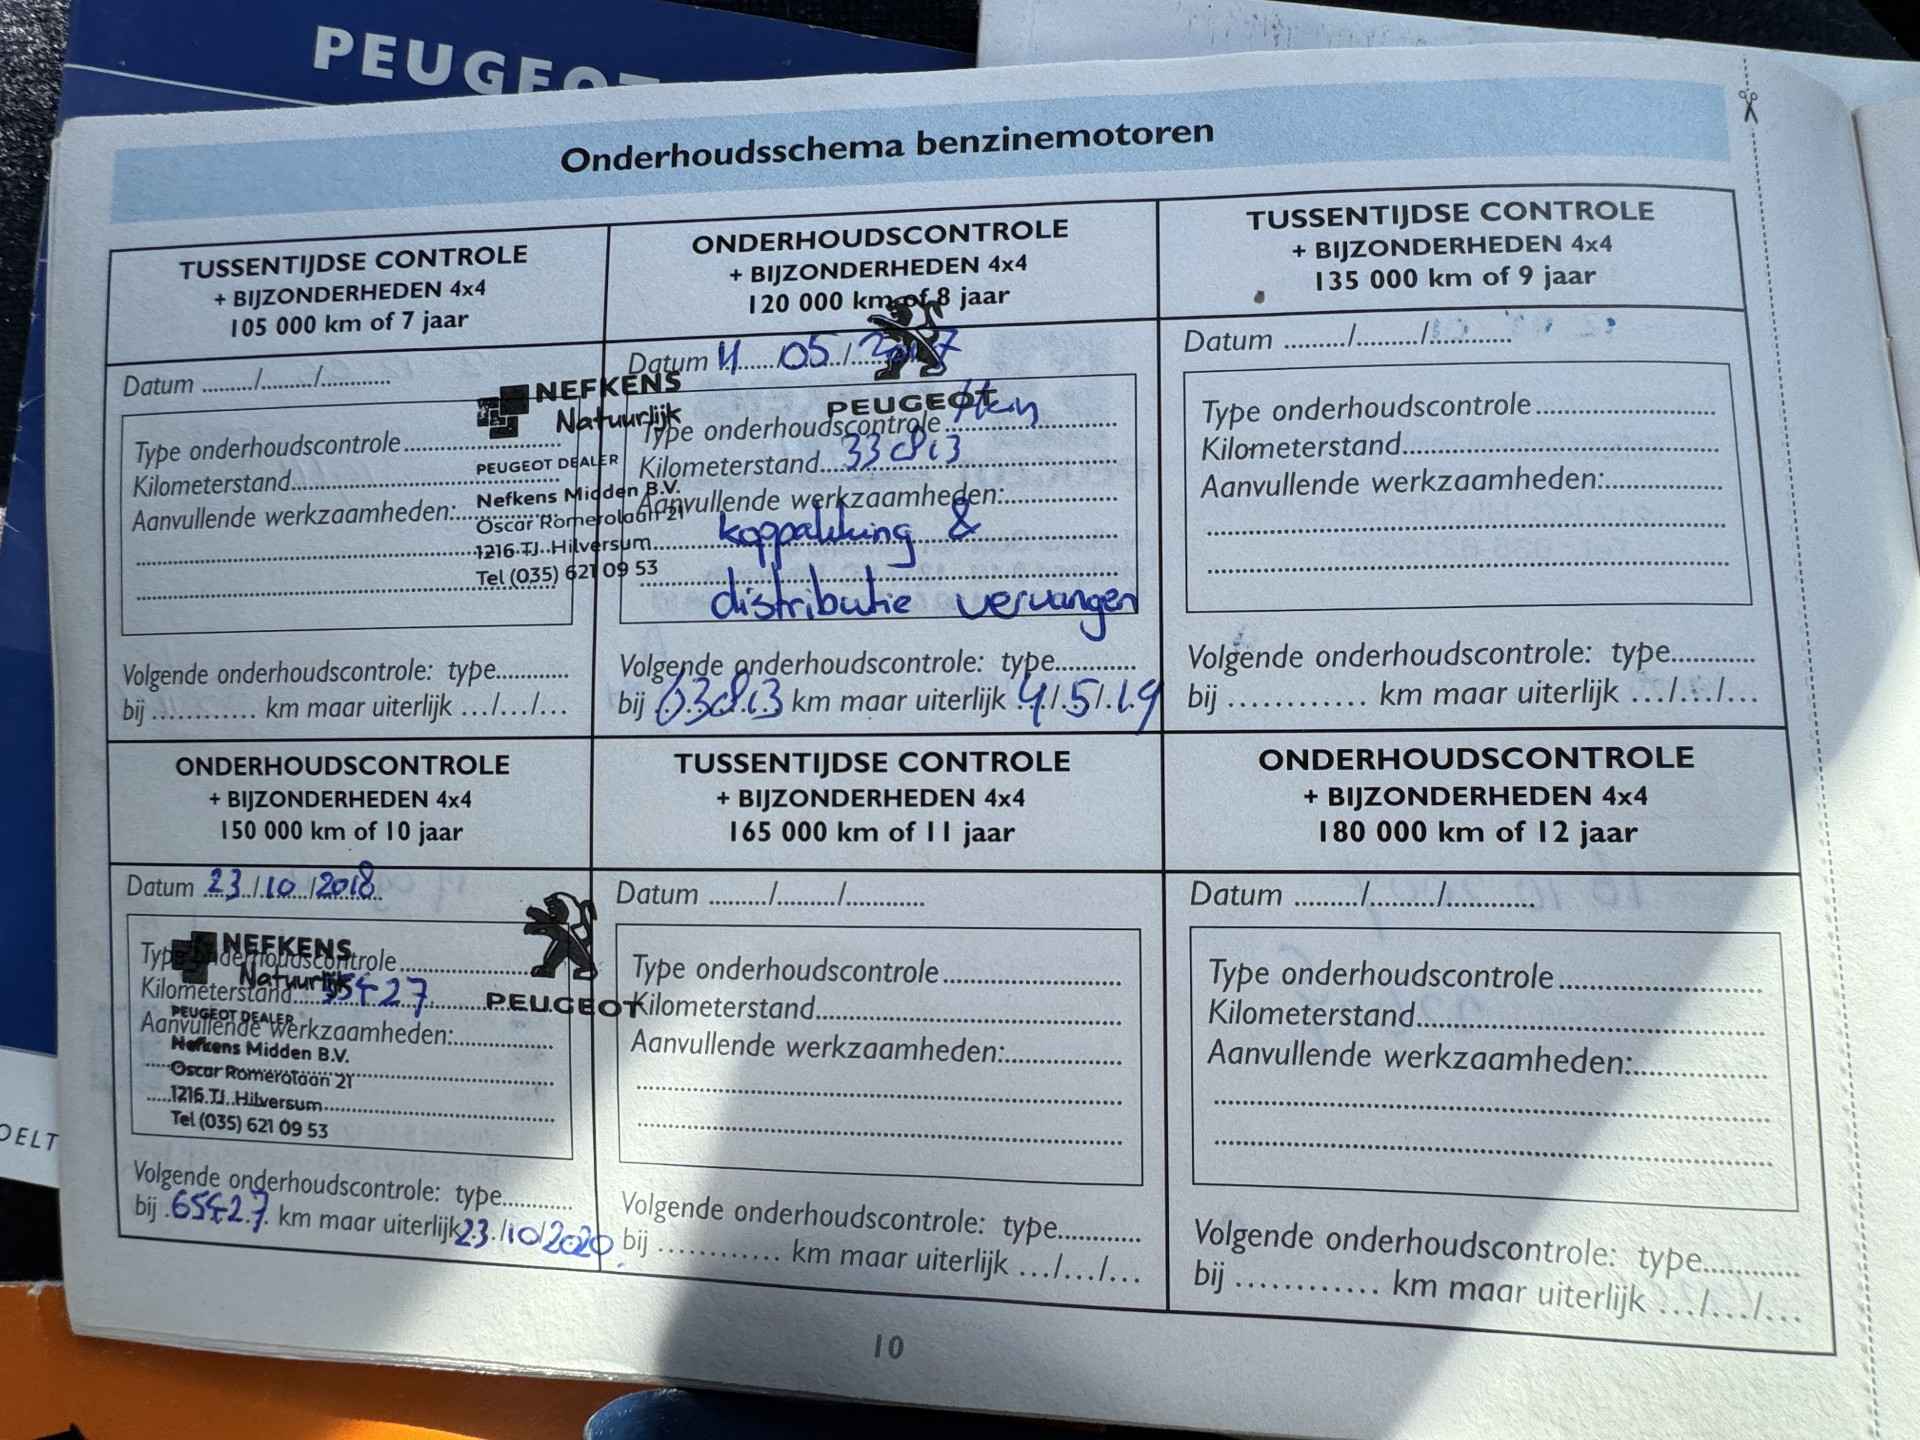 PEUGEOT
Onderhoudsschema benzinemotoren
TUSSENTIJDSE CONTROLE
+ BIJZONDERHEDEN 4x4
105 000 km of 7 jaar
Datum ........./........./............
Type onderhoudscontrole
Kilometerstand
Aanvullende werkzaamheden:
NEFKENS
Natuurlijk
PEUGEOT DEALER
Nefkens Midden B.V.
Oscar Romerolaan 21
1216 TJ Hilversum
Tel (035) 621 09 53
Volgende onderhoudscontrole: type............
bij ............ km maar uiterlijk .../.../...
ONDERHOUDSCONTROLE
+ BIJZONDERHEDEN 4x4
120 000 km of 8 jaar
Datum 4/05/2017
PEUGEOT
Type onderhoudscontrole
Kilometerstand 33813
Aanvullende werkzaamheden:
koppakking &
distributie vervangen
Volgende onderhoudscontrole: type............
bij 63813 km maar uiterlijk 4/5/19
TUSSENTIJDSE CONTROLE
+ BIJZONDERHEDEN 4x4
135 000 km of 9 jaar
Datum ........./........./............
Type onderhoudscontrole
Kilometerstand
Aanvullende werkzaamheden:
Volgende onderhoudscontrole: type............
bij ............ km maar uiterlijk .../.../...
ONDERHOUDSCONTROLE
+ BIJZONDERHEDEN 4x4
150 000 km of 10 jaar
Datum 23/10/2018
NEFKENS
Natuurlijk
PEUGEOT
Type onderhoudscontrole
Kilometerstand 35427
Aanvullende werkzaamheden:
PEUGEOT DEALER
Nefkens Midden B.V.
Oscar Romerolaan 21
1216 TJ Hilversum
Tel (035) 621 09 53
Volgende onderhoudscontrole: type............
bij 65427 km maar uiterlijk 23/10/2020
TUSSENTIJDSE CONTROLE
+ BIJZONDERHEDEN 4x4
165 000 km of 11 jaar
Datum ........./........./............
Type onderhoudscontrole
Kilometerstand
Aanvullende werkzaamheden:
Volgende onderhoudscontrole: type............
bij ............ km maar uiterlijk .../.../...
ONDERHOUDSCONTROLE
+ BIJZONDERHEDEN 4x4
180 000 km of 12 jaar
Datum ........./........./............
Type onderhoudscontrole
Kilometerstand
Aanvullende werkzaamheden:
Volgende onderhoudscontrole: type............
bij ............ km maar uiterlijk .../.../...
10